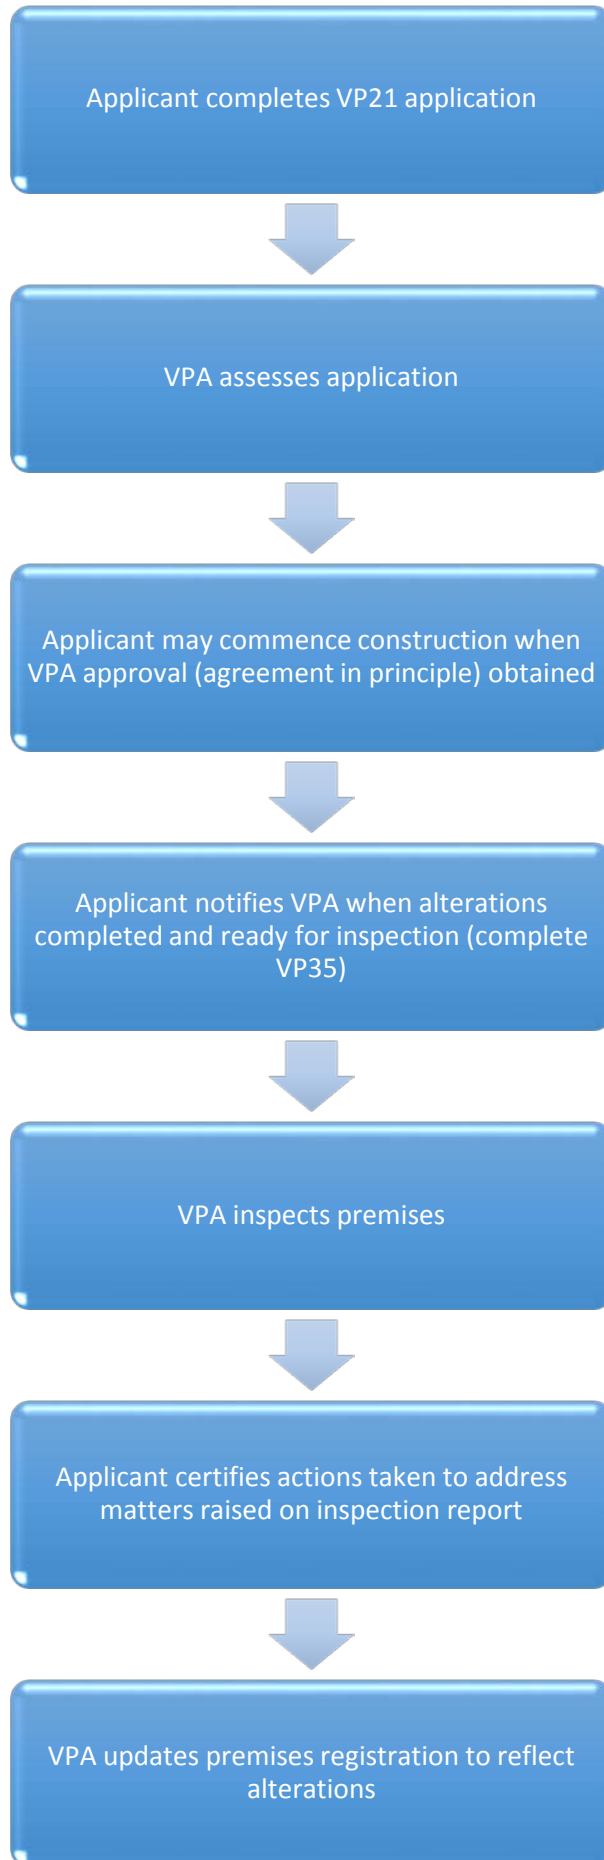 Applicant completes VP21 application
VPA assesses application
Applicant may commence construction when
VPA approval (agreement in principle) obtained
Applicant notifies VPA when alterations
completed and ready for inspection (complete
VP35)
VPA inspects premises
Applicant certifies actions taken to address
matters raised on inspection report
VPA updates premises registration to reflect
alterations